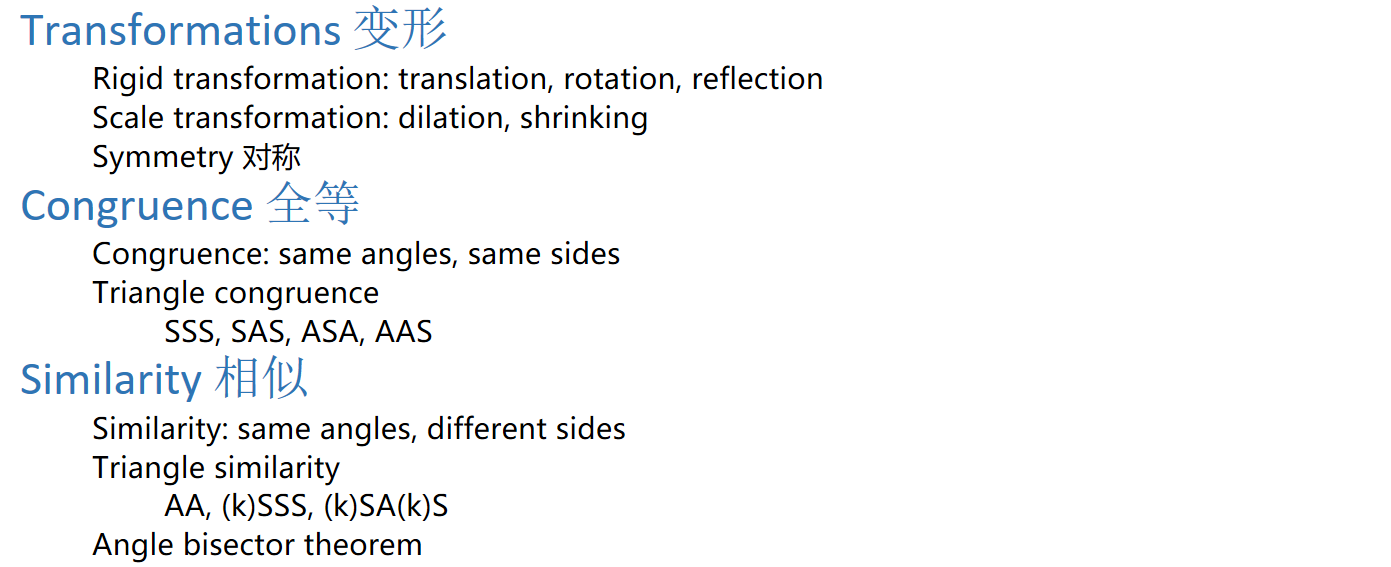 Transformations 变形
Rigid transformation: translation, rotation, reflection
Scale transformation: dilation, shrinking
Symmetry 对称
Congruence 全等
Congruence: same angles, same sides
Triangle congruence
SSS, SAS, ASA, AAS
Similarity 相似
Similarity: same angles, different sides
Triangle similarity
AA, (k)SSS, (k)SA(k)S
Angle bisector theorem